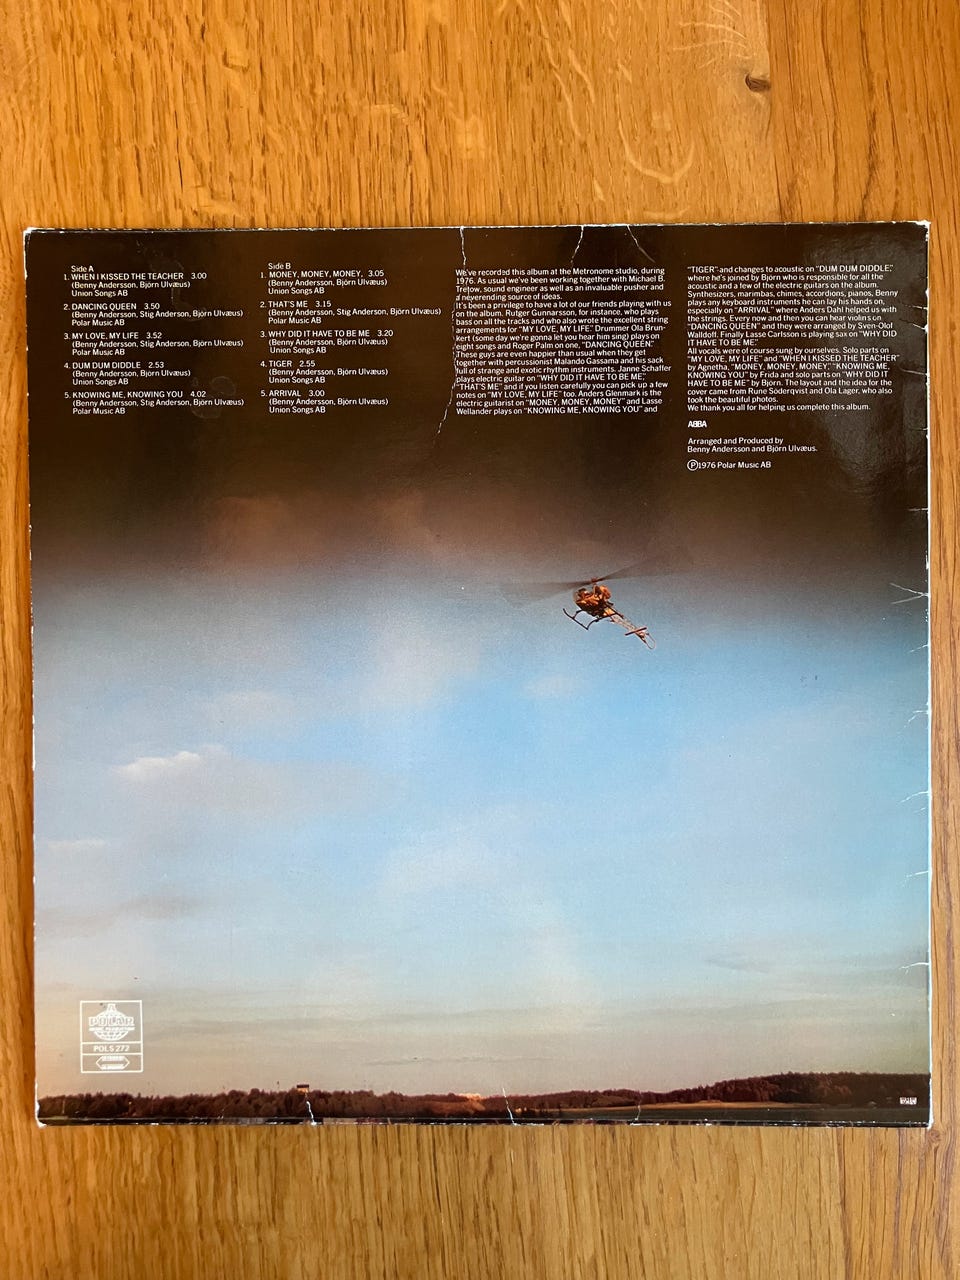 Side A
1. WHEN I KISSED THE TEACHER 3.00
(Benny Andersson, Björn Ulvæus)
Union Songs AB
2. DANCING QUEEN 3.50
(Benny Andersson, Stig Anderson, Björn Ulvæus)
Polar Music AB
3. MY LOVE, MY LIFE 3.52
(Benny Andersson, Stig Anderson, Björn Ulvæus)
Polar Music AB
4. DUM DUM DIDDLE 2.53
(Benny Andersson, Björn Ulvæus)
Union Songs AB
5. KNOWING ME, KNOWING YOU 4.02
(Benny Andersson, Stig Anderson, Björn Ulvæus)
Polar Music AB
Side B
1. MONEY, MONEY, MONEY, 3.05
(Benny Andersson, Björn Ulvæus)
Union Songs AB
2. THAT'S ME 3.15
(Benny Andersson, Stig Anderson, Björn Ulvæus)
Polar Music AB
3. WHY DID IT HAVE TO BE ME 3.20
(Benny Andersson, Björn Ulvæus)
Union Songs AB
4. TIGER 2.55
(Benny Andersson, Björn Ulvæus)
Union Songs AB
5. ARRIVAL 3.00
(Benny Andersson, Björn Ulvæus)
Union Songs AB
We've recorded this album at the Metronome studio, during
1976. As usual we've been working together with Michael B.
Tretow, sound engineer as well as an invaluable pusher and
a neverending source of ideas.
It's been a privilege to have a lot of our friends playing with us
on the album. Rutger Gunnarsson, for instance, who plays
bass on all the tracks and who also wrote the excellent string
arrangements for "MY LOVE, MY LIFE." Drummer Ola Brun-
kert (some day we're gonna let you hear him sing) plays on
eight songs and Roger Palm on one, "DANCING QUEEN."
These guys are even happier than usual when they get
together with percussionist Malando Gassama and his sack
full of strange and exotic rhythm instruments. Janne Schaffer
plays electric guitar on "WHY DID IT HAVE TO BE ME,"
"THAT'S ME" and if you listen carefully you can pick up a few
notes on "MY LOVE, MY LIFE" too. Anders Glenmark is the
electric guitarist on "MONEY, MONEY, MONEY" and Lasse
Wellander plays on "KNOWING ME, KNOWING YOU" and
"TIGER" and changes to acoustic on "DUM DUM DIDDLE,"
where he's joined by Björn who is responsible for all the
acoustic and a few of the electric guitars on the album.
Synthesizers, marimbas, chimes, accordions, pianos. Benny
plays any keyboard instruments he can lay his hands on,
especially on "ARRIVAL," where Anders Dahl helped us with
the strings. Every now and then you can hear violins on
"DANCING QUEEN" and they were arranged by Sven-Olof
Walldoff. Finally Lasse Carlsson is playing sax on "WHY DID
IT HAVE TO BE ME."
All vocals were of course sung by ourselves. Solo parts on
"MY LOVE, MY LIFE" and "WHEN I KISSED THE TEACHER"
by Agnetha, "MONEY, MONEY, MONEY," "KNOWING ME,
KNOWING YOU" by Frida and solo parts on "WHY DID IT
HAVE TO BE ME" by Björn. The layout and the idea for the
cover came from Rune Söderqvist and Ola Lager, who also
took the beautiful photos.
We thank you all for helping us complete this album.
ABBA
Arranged and Produced by
Benny Andersson and Björn Ulvæus.
Ⓟ1976 Polar Music AB
POLAR
POLS 272